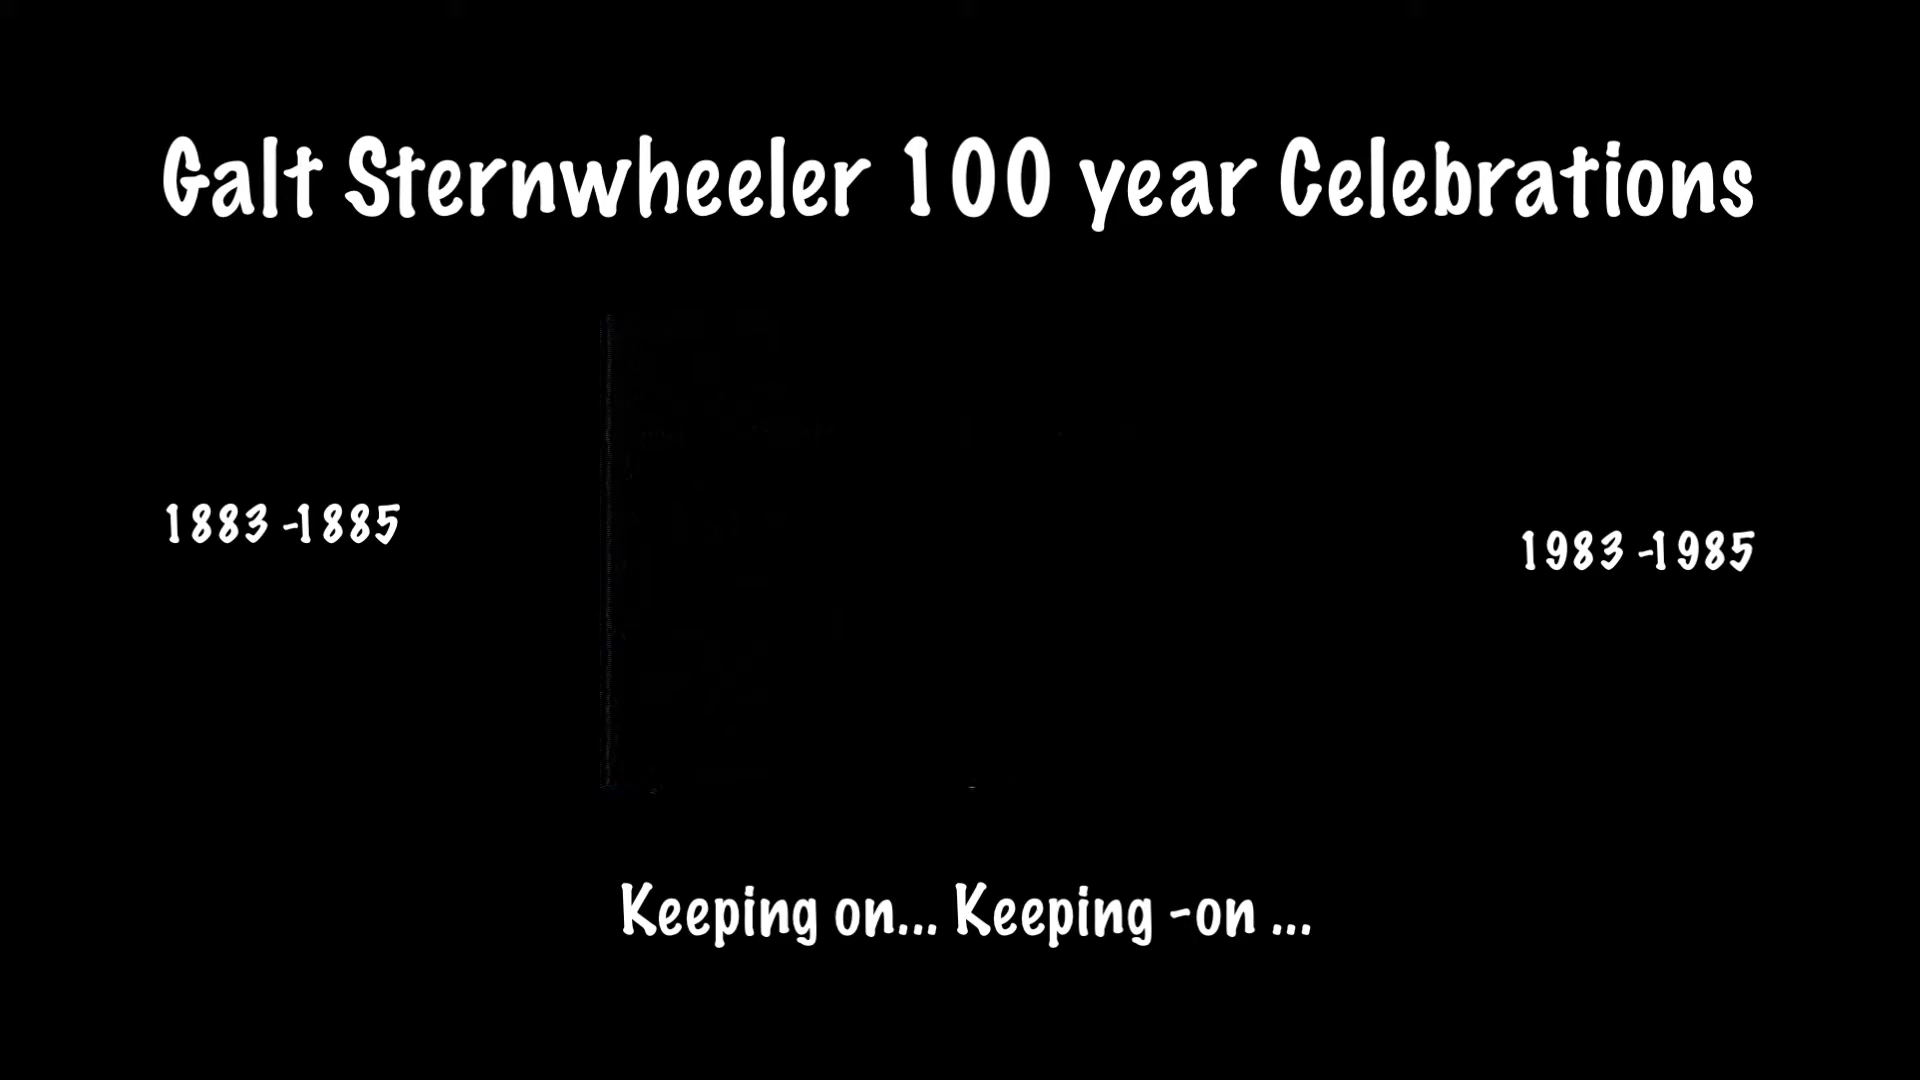 Galt Sternwheeler 100 year Celebrations
1883 -1885
1983 -1985
Keeping on... Keeping -on ...